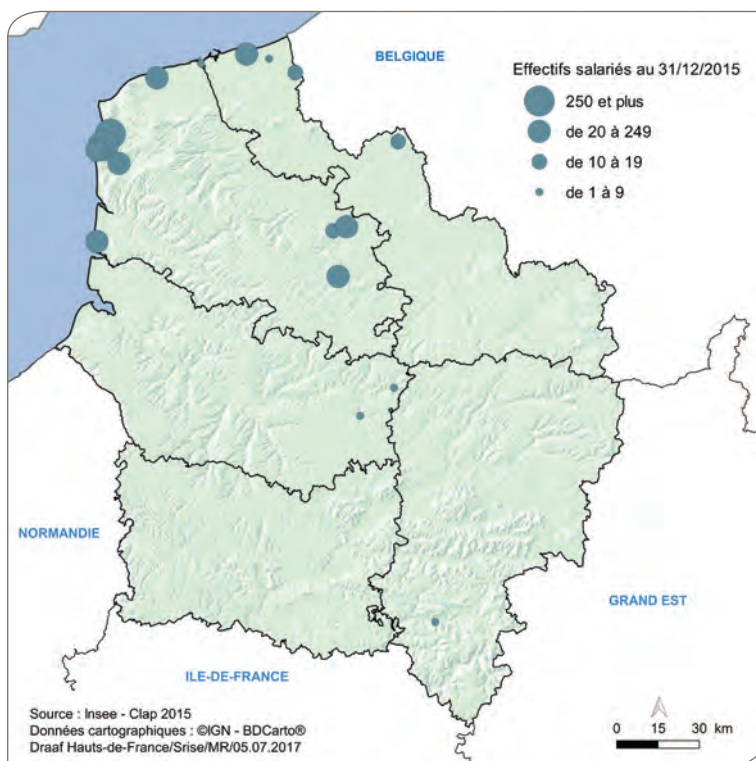 BELGIQUE
Effectifs salariés au 31/12/2015
250 et plus
de 20 à 249
de 10 à 19
de 1 à 9
NORMANDIE
GRAND EST
ILE-DE-FRANCE
Source : Insee - Clap 2015
Données cartographiques : ©IGN - BDCarto®
Draaf Hauts-de-France/Srise/MR/05.07.2017
0 15 30 km